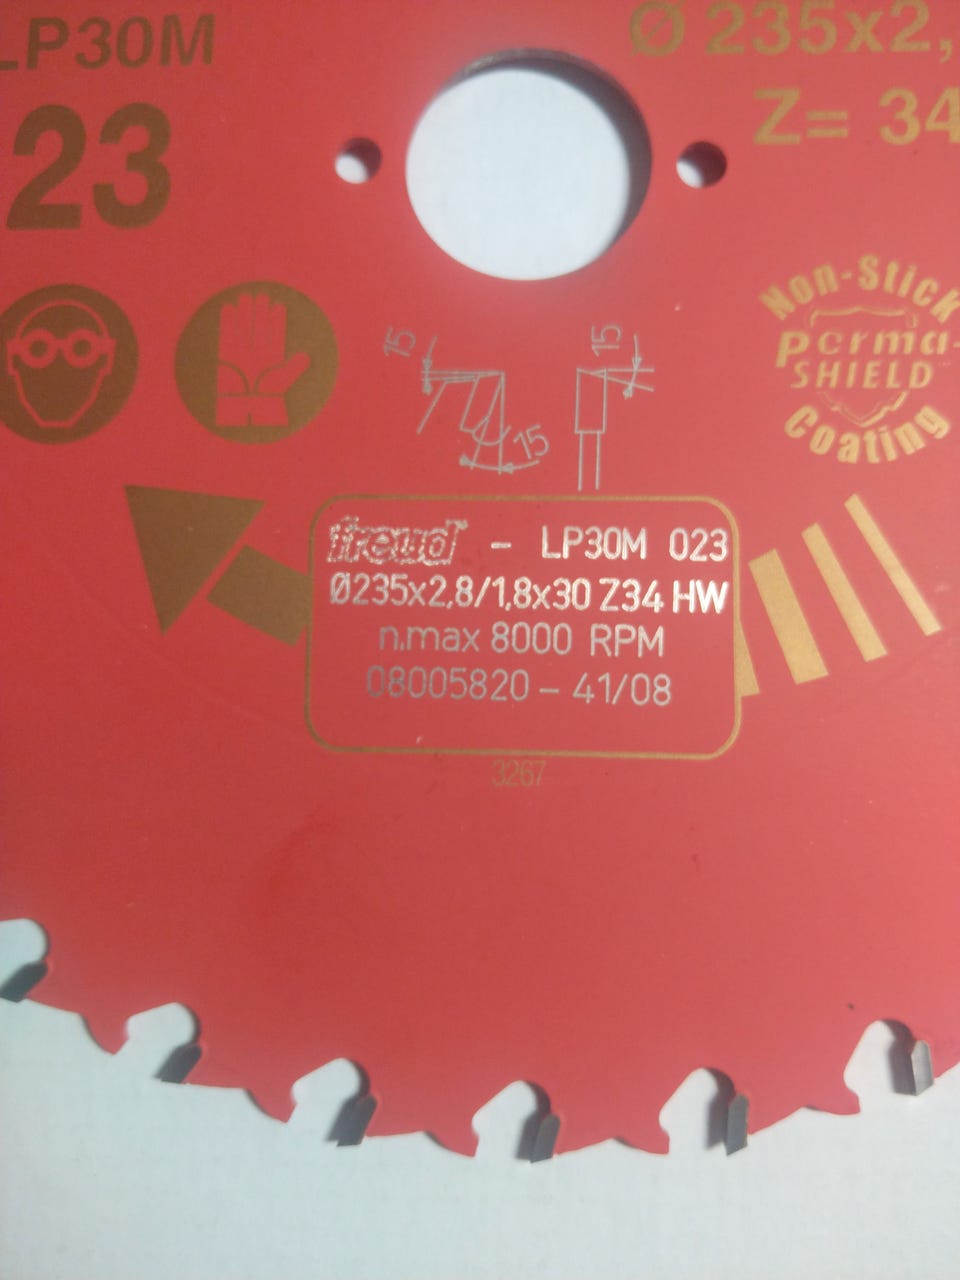 LP30M
Ø 235x2,
Z= 34
23
Non-Stick
Perma-
SHIELD
Coating
15
15
15
freud - LP30M 023
Ø235x2,8/1,8x30 Z34 HW
n.max 8000 RPM
08005820 - 41/08
3267